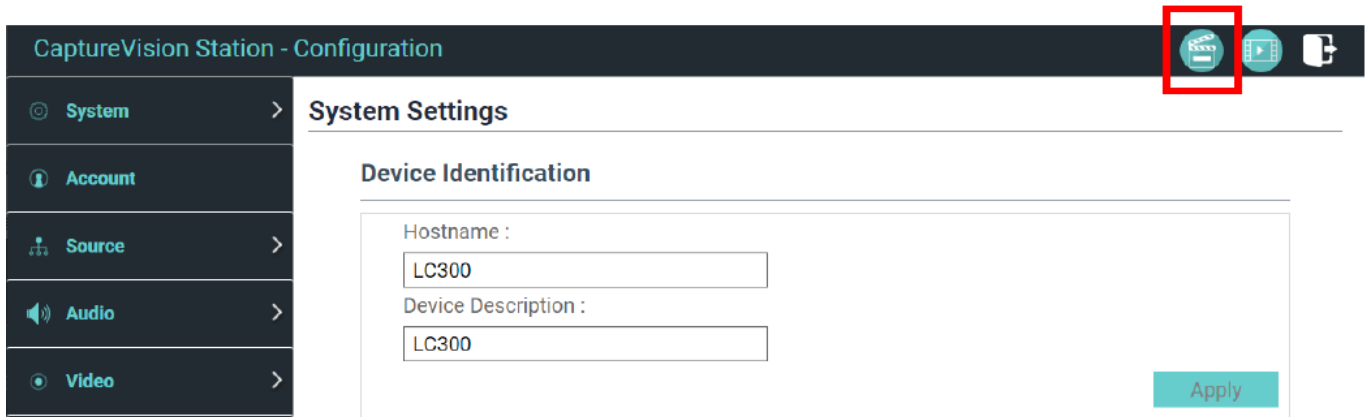 CaptureVision Station - Configuration
System
System Settings
Account
Device Identification
Source
Hostname :
LC300
Audio
Device Description :
LC300
Video
Apply